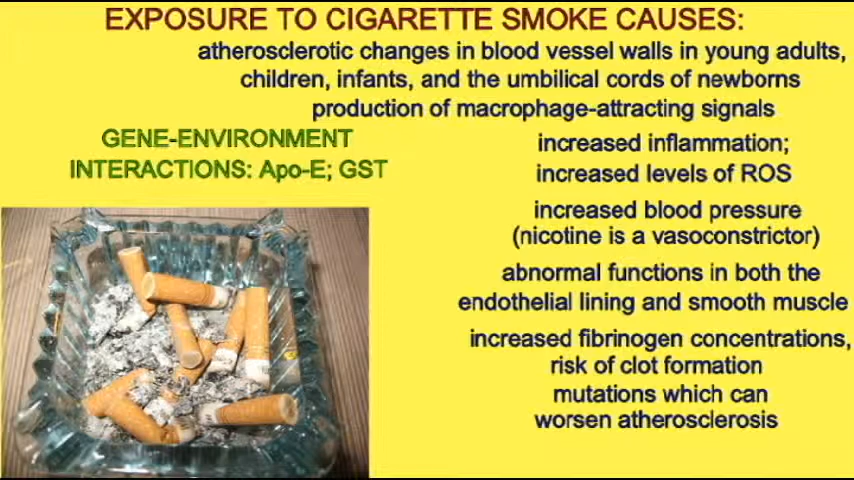 EXPOSURE TO CIGARETTE SMOKE CAUSES:
atherosclerotic changes in blood vessel walls in young adults,
children, infants, and the umbilical cords of newborns
production of macrophage-attracting signals
GENE-ENVIRONMENT
INTERACTIONS: Apo-E; GST
increased inflammation;
increased levels of ROS
increased blood pressure
(nicotine is a vasoconstrictor)
abnormal functions in both the
endothelial lining and smooth muscle
increased fibrinogen concentrations,
risk of clot formation
mutations which can
worsen atherosclerosis